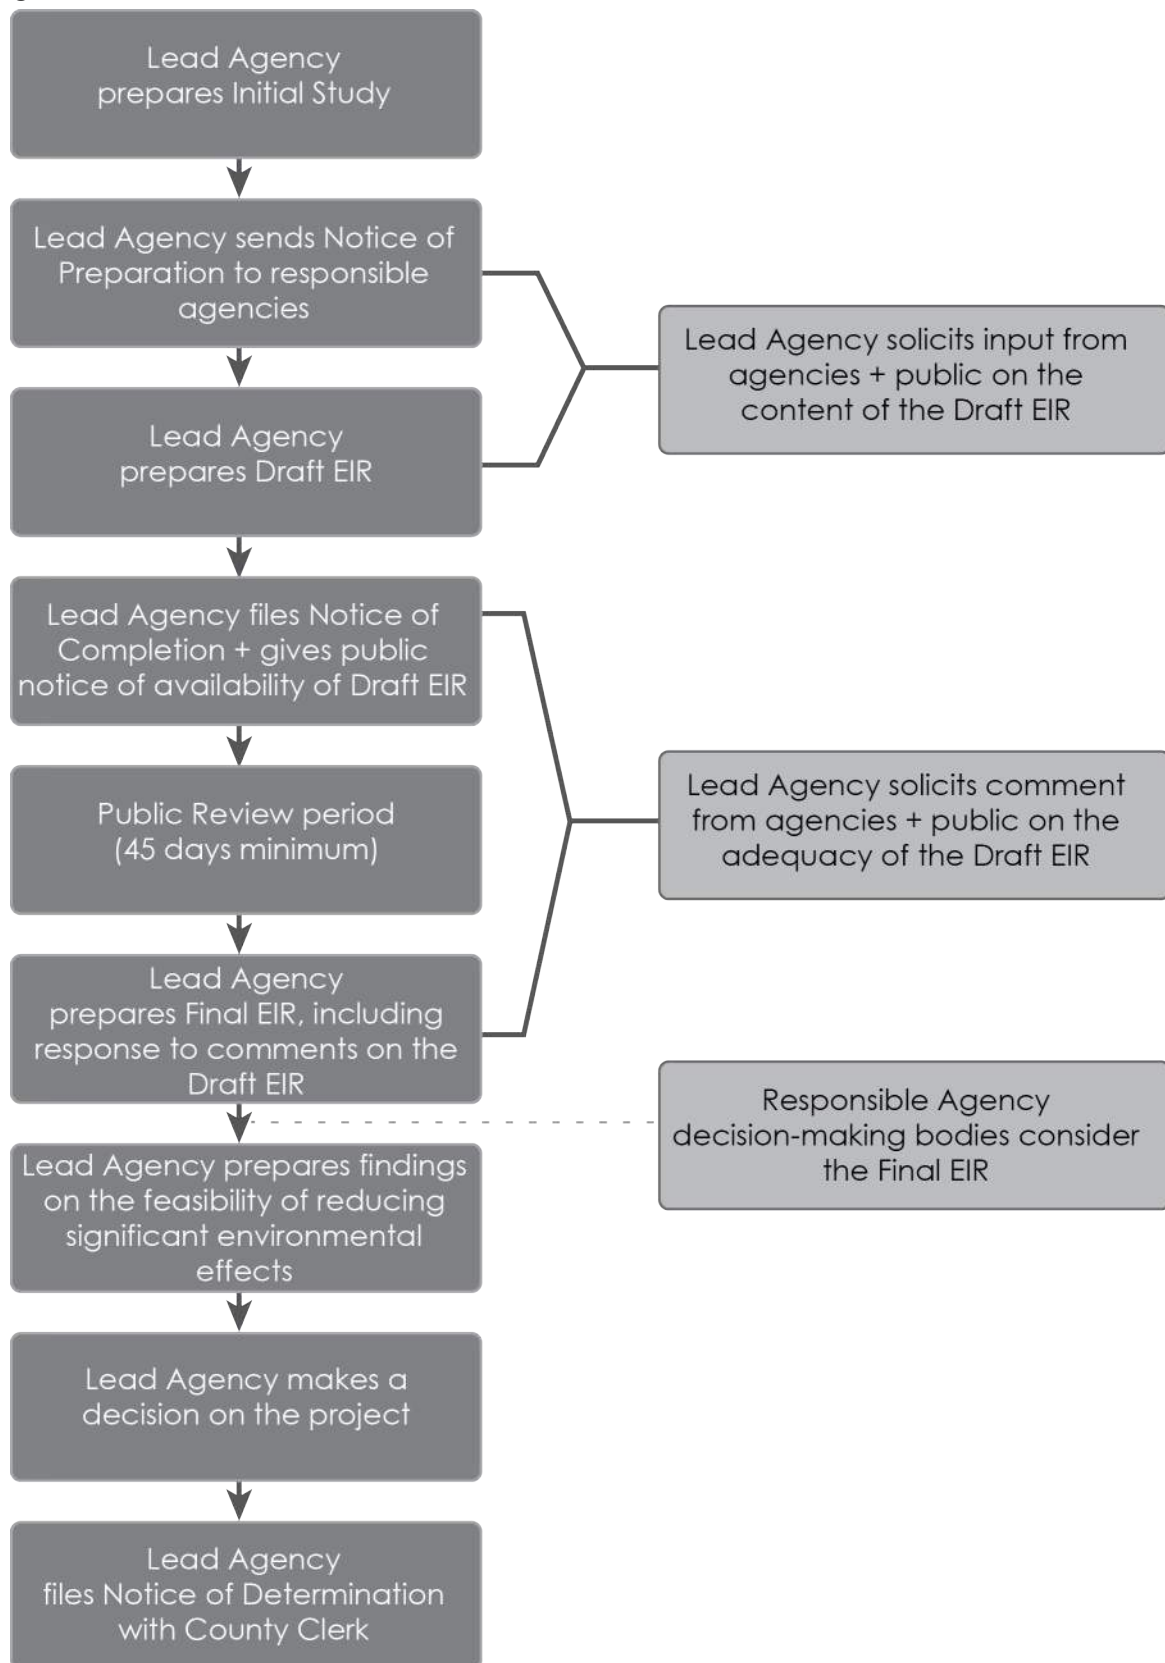 Lead Agency
prepares Initial Study
Lead Agency sends Notice of
Preparation to responsible
agencies
Lead Agency solicits input from
agencies + public on the
content of the Draft EIR
Lead Agency
prepares Draft EIR
Lead Agency files Notice of
Completion + gives public
notice of availability of Draft EIR
Public Review period
(45 days minimum)
Lead Agency solicits comment
from agencies + public on the
adequacy of the Draft EIR
Lead Agency
prepares Final EIR, including
response to comments on the
Draft EIR
Responsible Agency
decision-making bodies consider
the Final EIR
Lead Agency prepares findings
on the feasibility of reducing
significant environmental
effects
Lead Agency makes a
decision on the project
Lead Agency
files Notice of Determination
with County Clerk